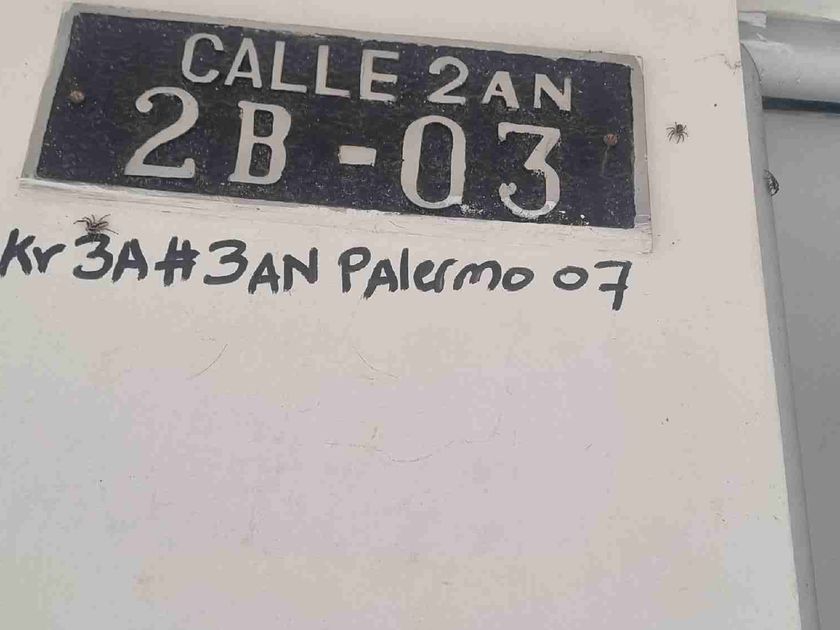 CALLE 2AN
2B-03
Kr 3A#3AN Palermo 07